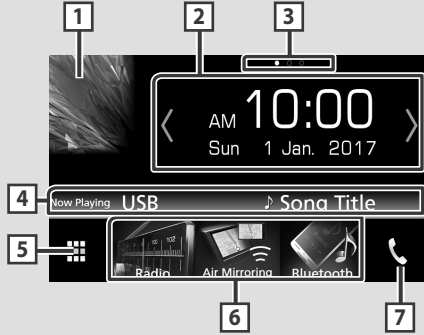 1
2
3
AM 10:00
Sun 1 Jan. 2017
4
Now Playing USB ♪ Song Title
5
Radio
Air Mirroring
Bluetooth
6
7